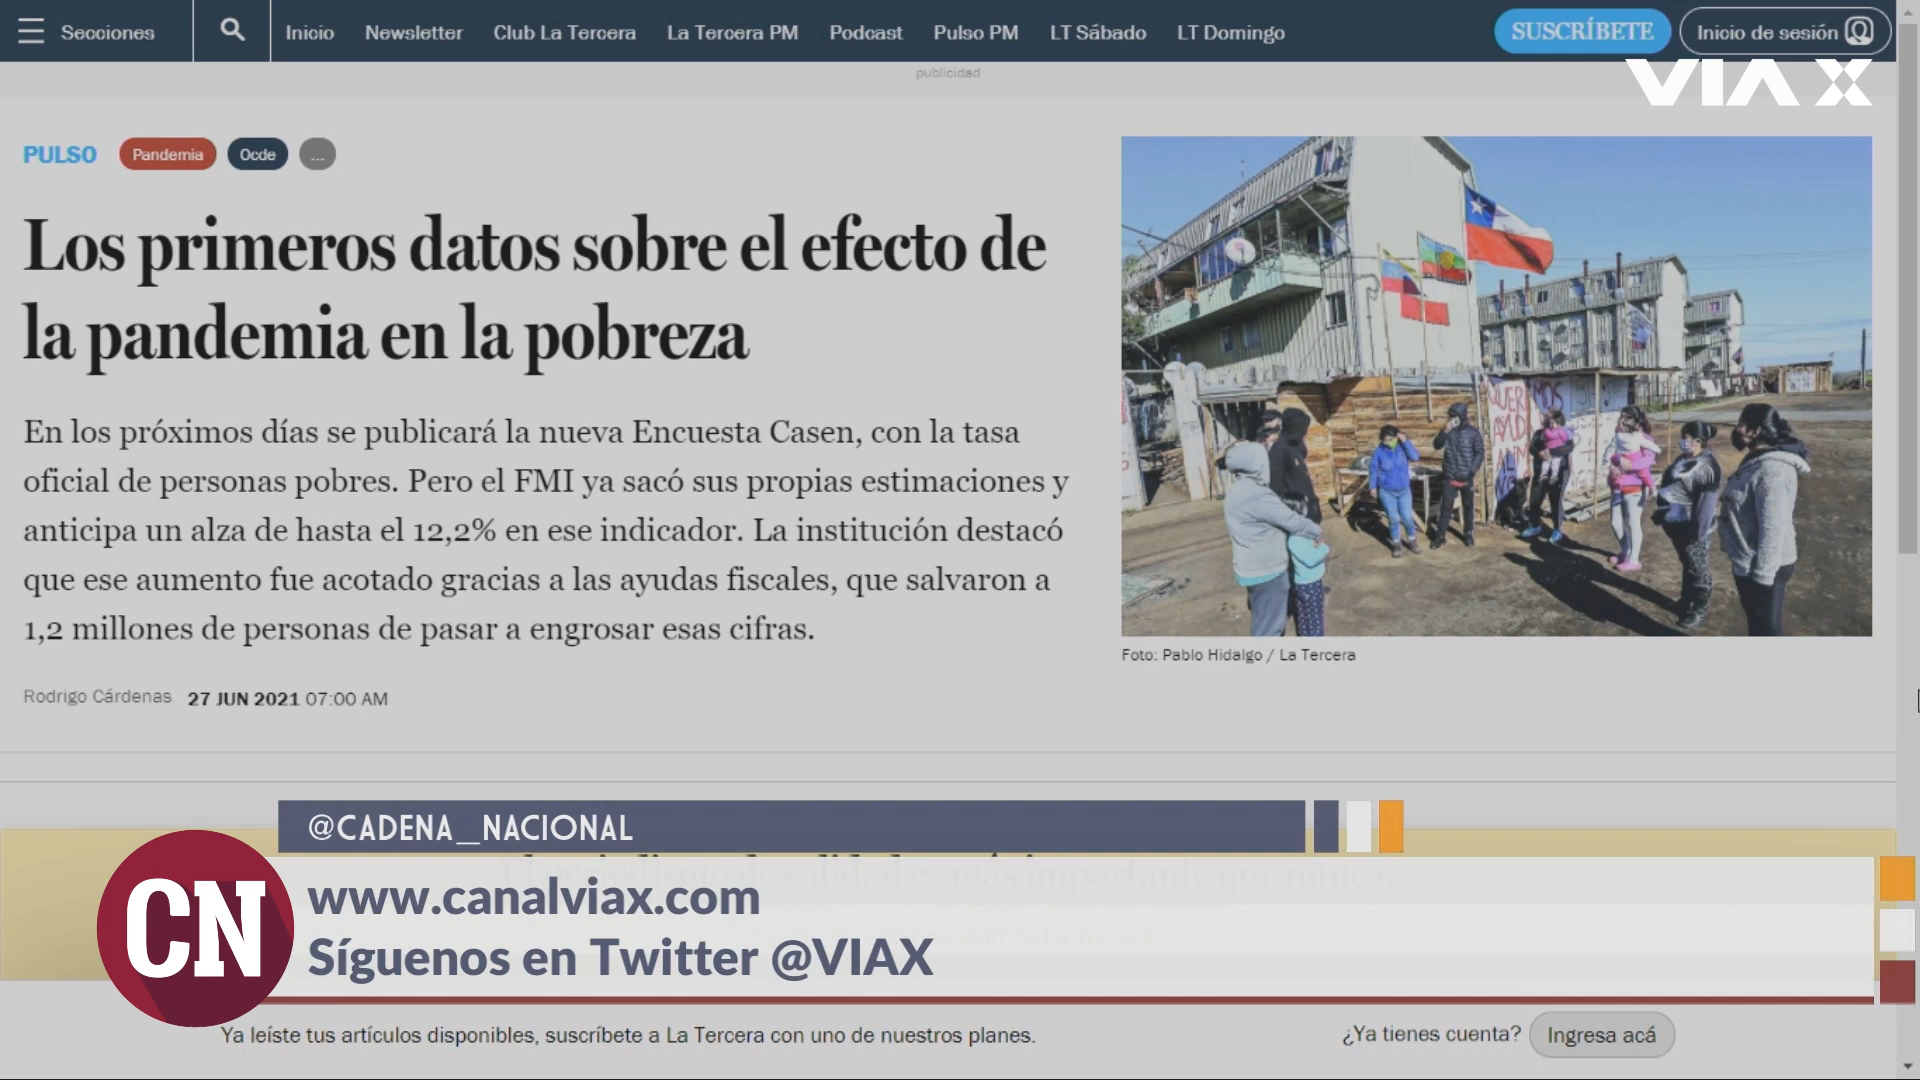 Secciones
Inicio
Newsletter
Club La Tercera
La Tercera PM
Podcast
Pulso PM
LT Sábado
LT Domingo
SUSCRÍBETE
Inicio de sesión
publicidad
VIA X
PULSO
Pandemia
Ocde
...
Los primeros datos sobre el efecto de
la pandemia en la pobreza
En los próximos días se publicará la nueva Encuesta Casen, con la tasa
oficial de personas pobres. Pero el FMI ya sacó sus propias estimaciones y
anticipa un alza de hasta el 12,2% en ese indicador. La institución destacó
que ese aumento fue acotado gracias a las ayudas fiscales, que salvaron a
1,2 millones de personas de pasar a engrosar esas cifras.
Rodrigo Cárdenas 27 JUN 2021 07:00 AM
Foto: Pablo Hidalgo / La Tercera
@CADENA_NACIONAL
CN
www.canalviax.com
Síguenos en Twitter @VIAX
Ya leíste tus artículos disponibles, suscríbete a La Tercera con uno de nuestros planes.
¿Ya tienes cuenta?
Ingresa acá